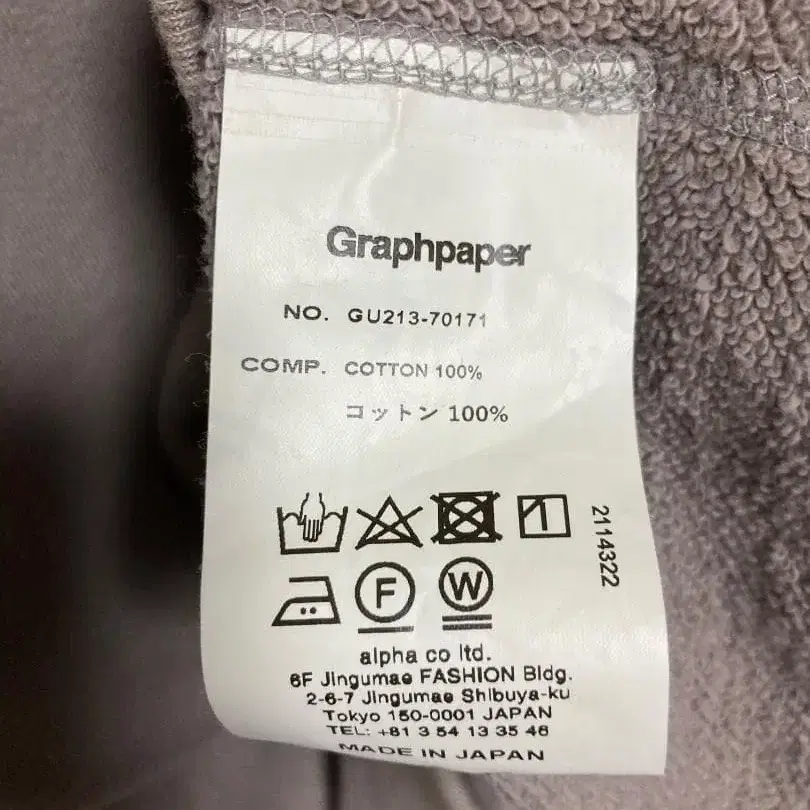 Graphpaper
NO. GU213-70171
COMP. COTTON 100%
コットン 100%
2114322
F W
alpha co ltd.
6F Jingumae FASHION Bldg.
2-6-7 Jingumae Shibuya-ku
Tokyo 150-0001 JAPAN
TEL: +81 3 54 13 35 48
MADE IN JAPAN